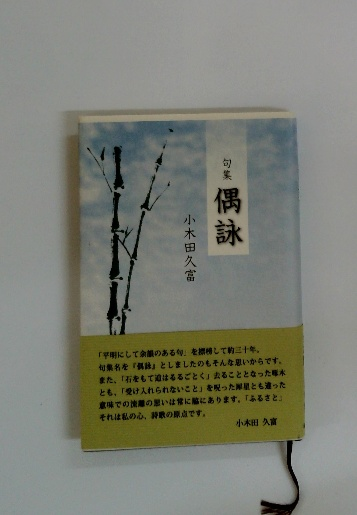 句集
偶詠
小木田久富
「平明にして余韻のある句」を標榜して約三十年。
句集名を『偶詠』としましたのもそんな思いからです。
また、「石をもて追はるるごとく」去ることとなった啄木
とも、「受け入れられないこと」を呪った犀星とも違った
意味での流離の思いは常に脳にあります。「ふるさと」
それは私の心、詩歌の原点です。
小木田 久富